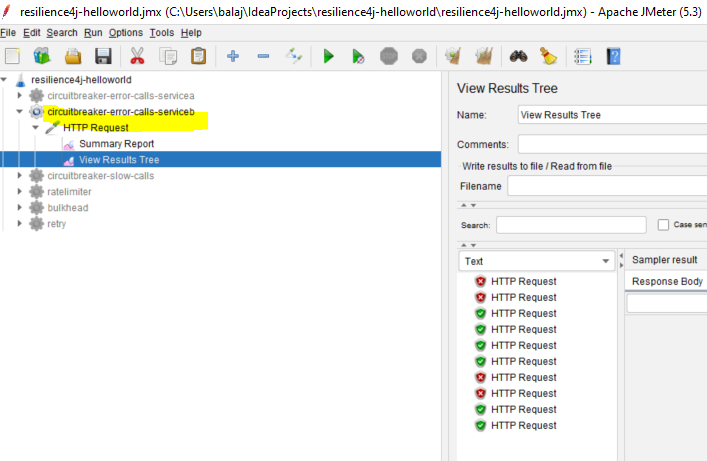 resilience4j-helloworld.jmx (C:\Users\balaj\IdeaProjects\resilience4j-helloworld\resilience4j-helloworld.jmx) - Apache JMeter (5.3)
File Edit Search Run Options Tools Help
resilience4j-helloworld
circuitbreaker-error-calls-servicea
circuitbreaker-error-calls-serviceb
HTTP Request
Summary Report
View Results Tree
circuitbreaker-slow-calls
ratelimiter
bulkhead
retry
View Results Tree
Name: View Results Tree
Comments:
Write results to file / Read from file
Filename
Search: Case sen
Text
HTTP Request
HTTP Request
HTTP Request
HTTP Request
HTTP Request
HTTP Request
HTTP Request
HTTP Request
HTTP Request
HTTP Request
Sampler result
Response Body